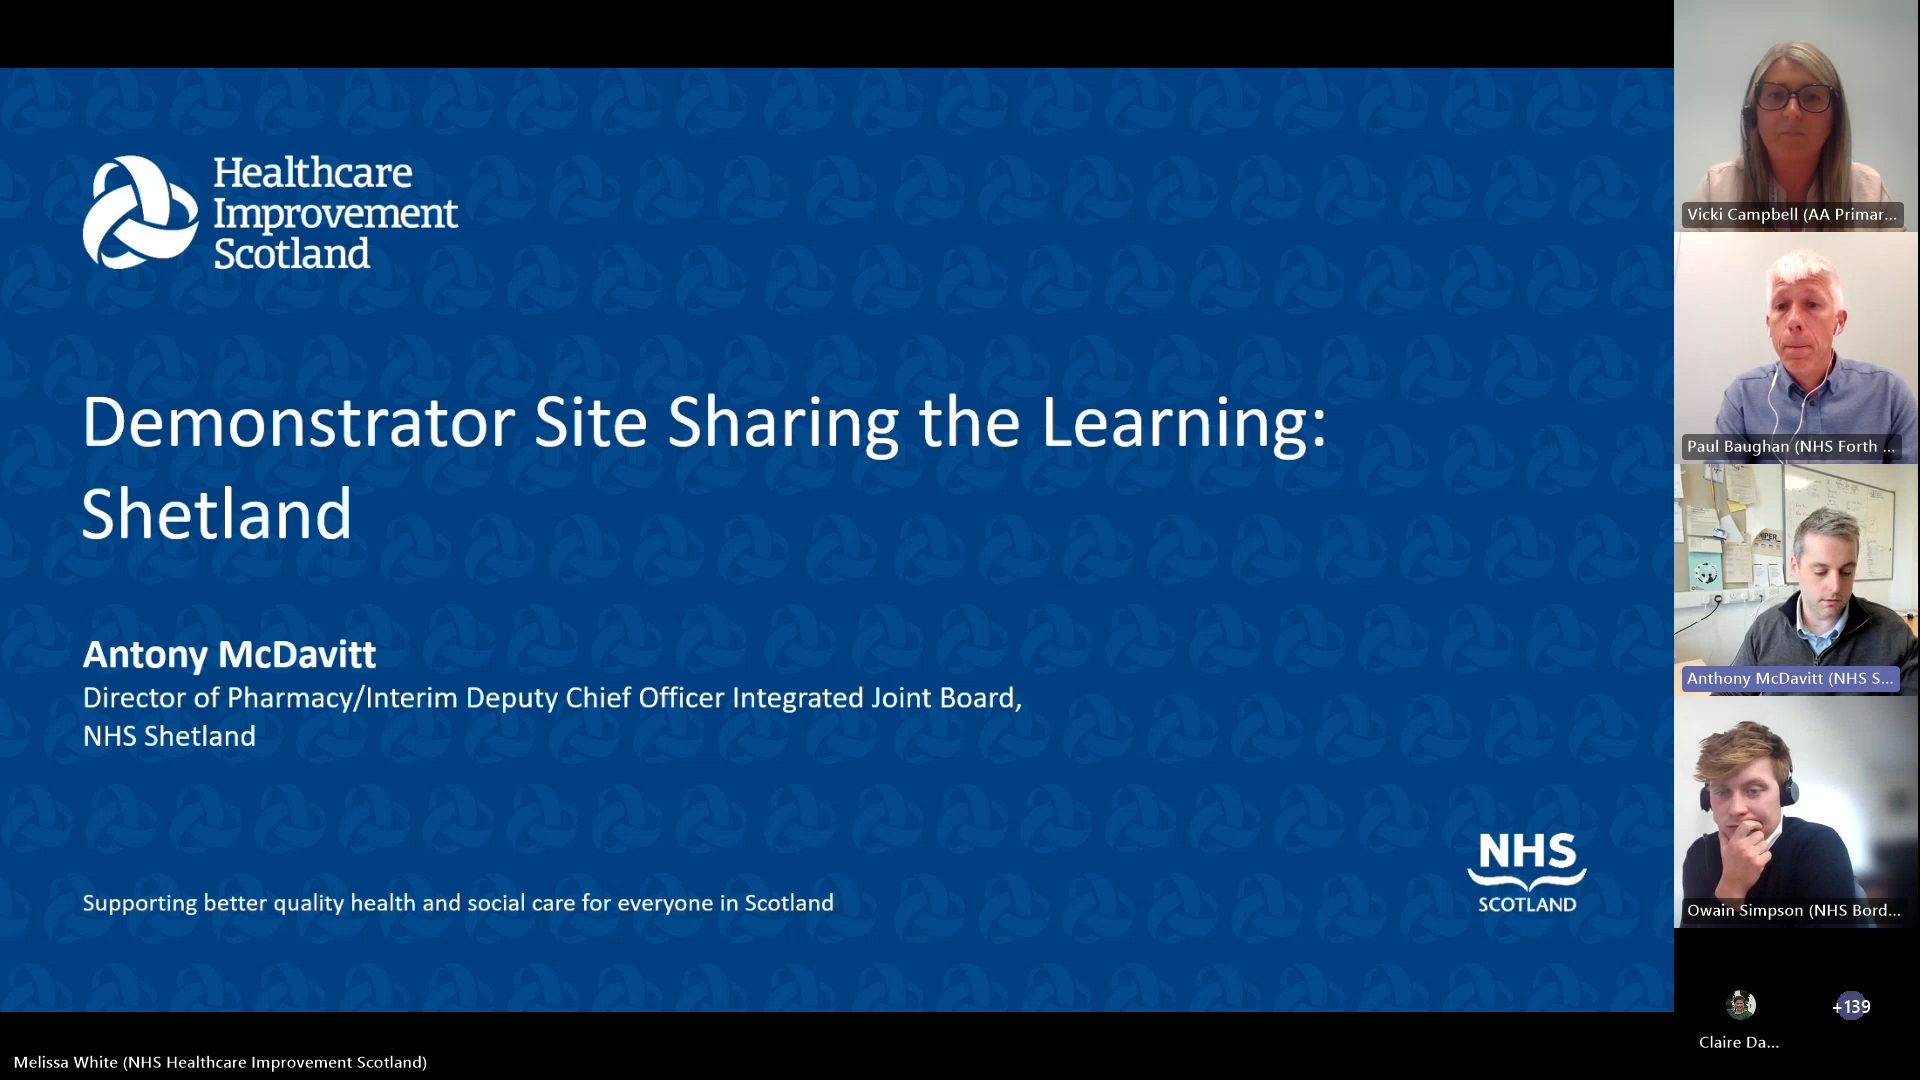 Healthcare
Improvement
Scotland
Demonstrator Site Sharing the Learning:
Shetland
Antony McDavitt
Director of Pharmacy/Interim Deputy Chief Officer Integrated Joint Board,
NHS Shetland
Supporting better quality health and social care for everyone in Scotland
NHS
SCOTLAND
Melissa White (NHS Healthcare Improvement Scotland)
Vicki Campbell (AA Primar...
Paul Baughan (NHS Forth ...
Anthony McDavitt (NHS S...
Owain Simpson (NHS Bord...
Claire Da...
+139